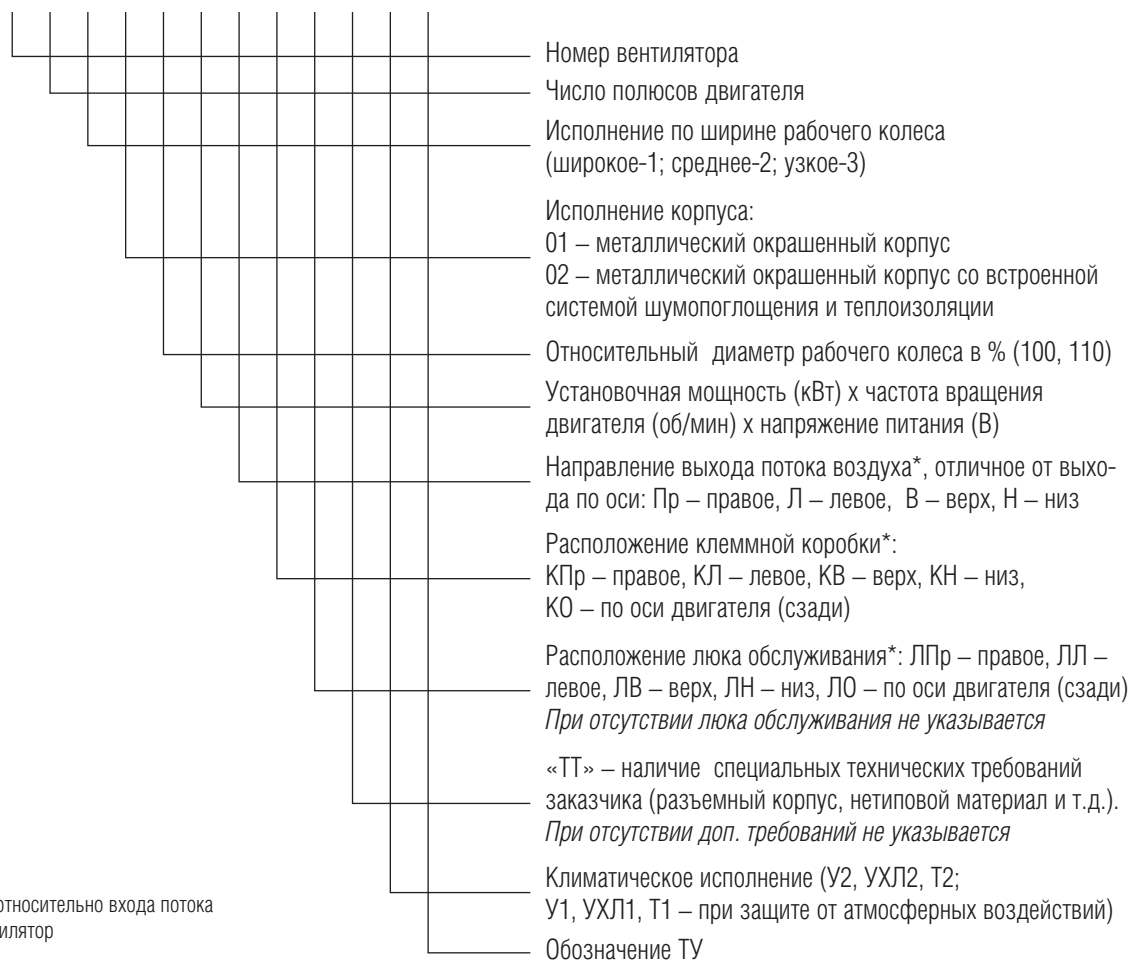 Номер вентилятора
Число полюсов двигателя
Исполнение по ширине рабочего колеса
(широкое-1; среднее-2; узкое-3)
Исполнение корпуса:
01 – металлический окрашенный корпус
02 – металлический окрашенный корпус со встроенной
системой шумопоглощения и теплоизоляции
Относительный диаметр рабочего колеса в % (100, 110)
Установочная мощность (кВт) х частота вращения
двигателя (об/мин) х напряжение питания (В)
Направление выхода потока воздуха*, отличное от выхо-
да по оси: Пр – правое, Л – левое, В – верх, Н – низ
Расположение клеммной коробки*:
КПр – правое, КЛ – левое, КВ – верх, КН – низ,
КО – по оси двигателя (сзади)
Расположение люка обслуживания*: ЛПр – правое, ЛЛ –
левое, ЛВ – верх, ЛН – низ, ЛО – по оси двигателя (сзади)
При отсутствии люка обслуживания не указывается
«ТТ» – наличие специальных технических требований
заказчика (разъемный корпус, нетиповой материал и т.д.).
При отсутствии доп. требований не указывается
Климатическое исполнение (У2, УХЛ2, Т2;
У1, УХЛ1, Т1 – при защите от атмосферных воздействий)
Обозначение ТУ
относительно входа потока
илятор